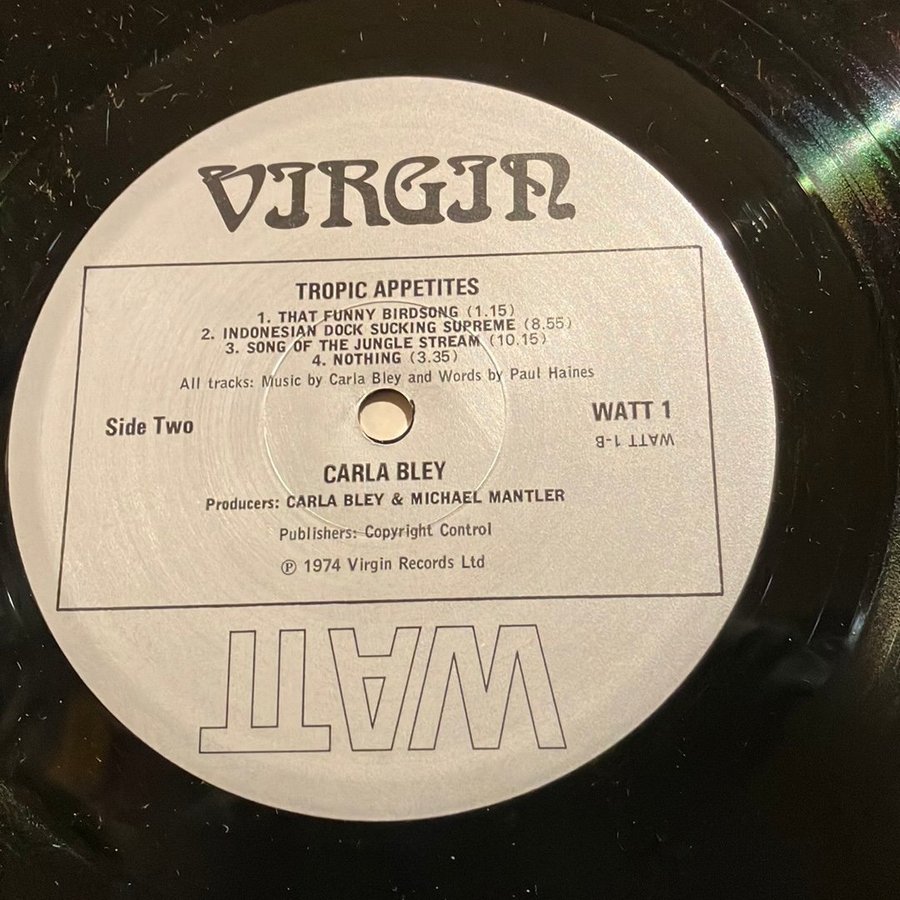 VIRGIN
TROPIC APPETITES
1. THAT FUNNY BIRDSONG (1.15)
2. INDONESIAN DOCK SUCKING SUPREME (8.55)
3. SONG OF THE JUNGLE STREAM (10.15)
4. NOTHING (3.35)
All tracks: Music by Carla Bley and Words by Paul Haines
Side Two
WATT 1
WATT 1-B
CARLA BLEY
Producers: CARLA BLEY & MICHAEL MANTLER
Publishers: Copyright Control
℗ 1974 Virgin Records Ltd
WATT